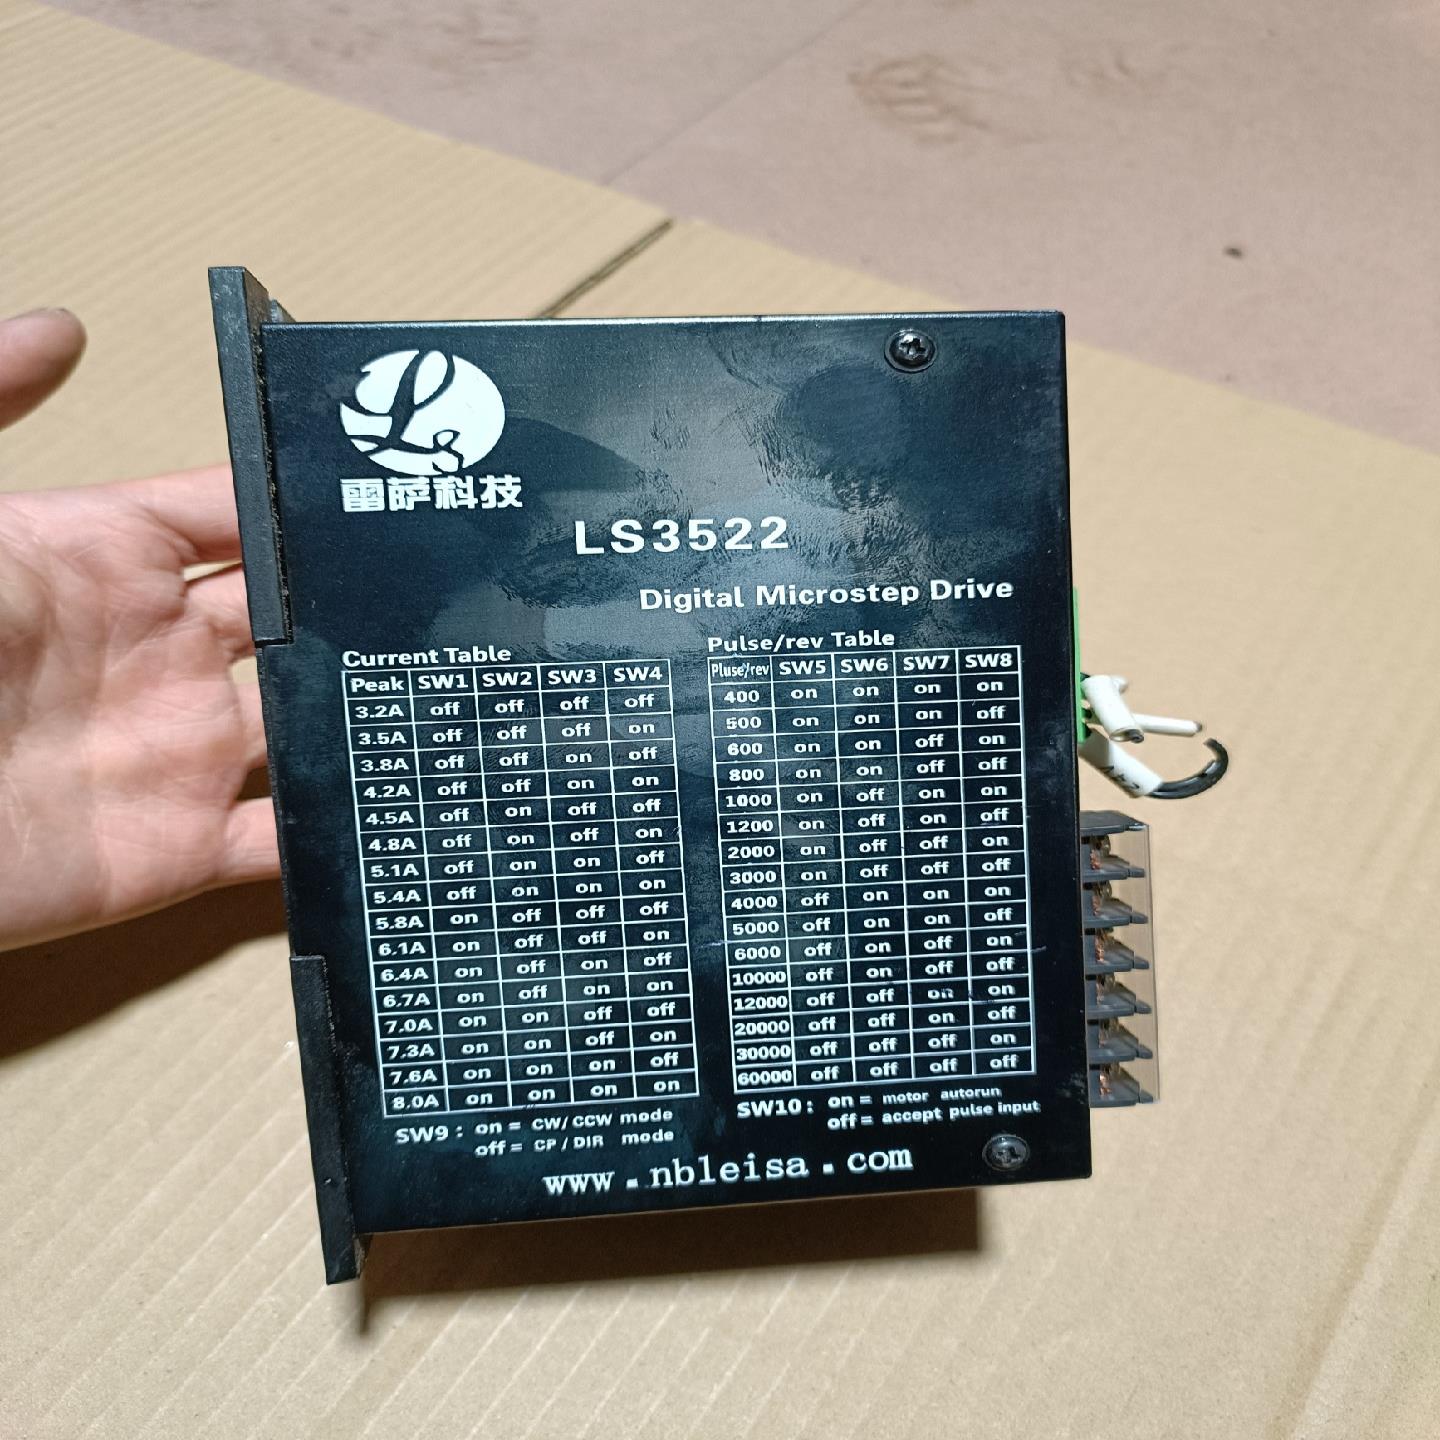 LS
雷萨科技
LS3522
Digital Microstep Drive
Current Table
Peak SW1 SW2 SW3 SW4
3.2A off off off off
3.5A off off off on
3.8A off off on off
4.2A off off on on
4.5A off on off off
4.8A off on off on
5.1A off on on off
5.4A off on on on
5.8A on off off off
6.1A on off off on
6.4A on off on off
6.7A on off on on
7.0A on on off off
7.3A on on off on
7.6A on on on off
8.0A on on on on
SW9: on = CW/CCW mode
off = CP/DIR mode
Pulse/rev Table
Pluse/rev SW5 SW6 SW7 SW8
400 on on on on
500 on on on off
600 on on off on
800 on on off off
1000 on off on on
1200 on off on off
2000 on off off on
3000 on off off off
4000 off on on on
5000 off on on off
6000 off on off on
10000 off on off off
12000 off off on on
20000 off off on off
30000 off off off on
60000 off off off off
SW10: on = motor autorun
off = accept pulse input
www.nbleisa.com